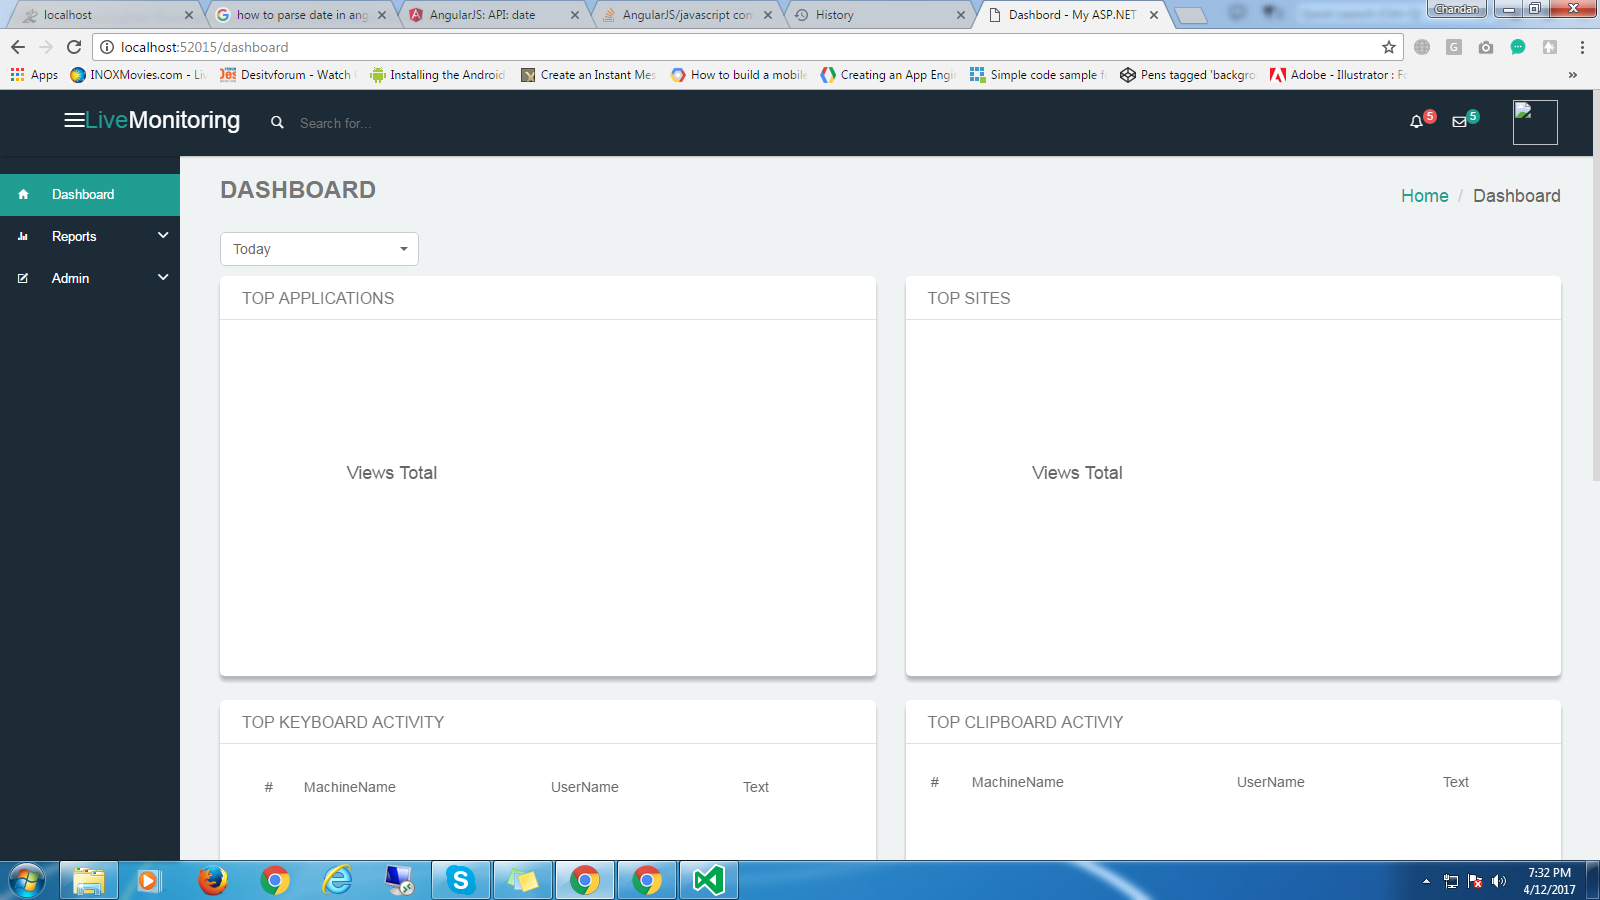 localhost
how to parse date in ang
AngularJS: API: date
AngularJS/javascript con
History
Dashbord - My ASP.NET
Chandan
localhost:52015/dashboard
Apps
INOXMovies.com - Liv
Desitvforum - Watch
Installing the Android
Create an Instant Mes
How to build a mobile
Creating an App Engi
Simple code sample f
Pens tagged 'backgro
Adobe - Illustrator : Fo
»
LiveMonitoring
Search for...
5
5
Dashboard
Reports
Admin
DASHBOARD
Home / Dashboard
Today
TOP APPLICATIONS
TOP SITES
Views Total
Views Total
TOP KEYBOARD ACTIVITY
TOP CLIPBOARD ACTIVIY
# MachineName UserName Text
# MachineName UserName Text
7:32 PM
4/12/2017